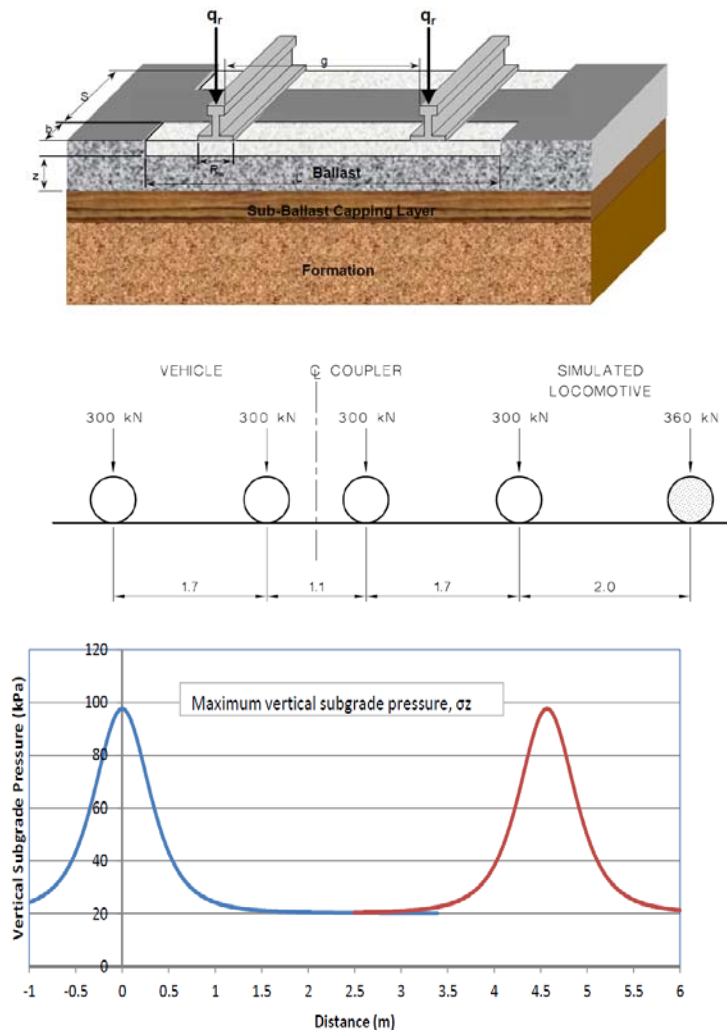 qr qr
g
S
b
R
L
z
Ballast
Sub-Ballast Capping Layer
Formation
VEHICLE ℄ COUPLER SIMULATED
LOCOMOTIVE
300 kN 300 kN 300 kN 300 kN 360 kN
1.7 1.1 1.7 2.0
120
100
80
60
40
20
0
Maximum vertical subgrade pressure, σz
Vertical Subgrade Pressure (kPa)
-1 -0.5 0 0.5 1 1.5 2 2.5 3 3.5 4 4.5 5 5.5 6
Distance (m)